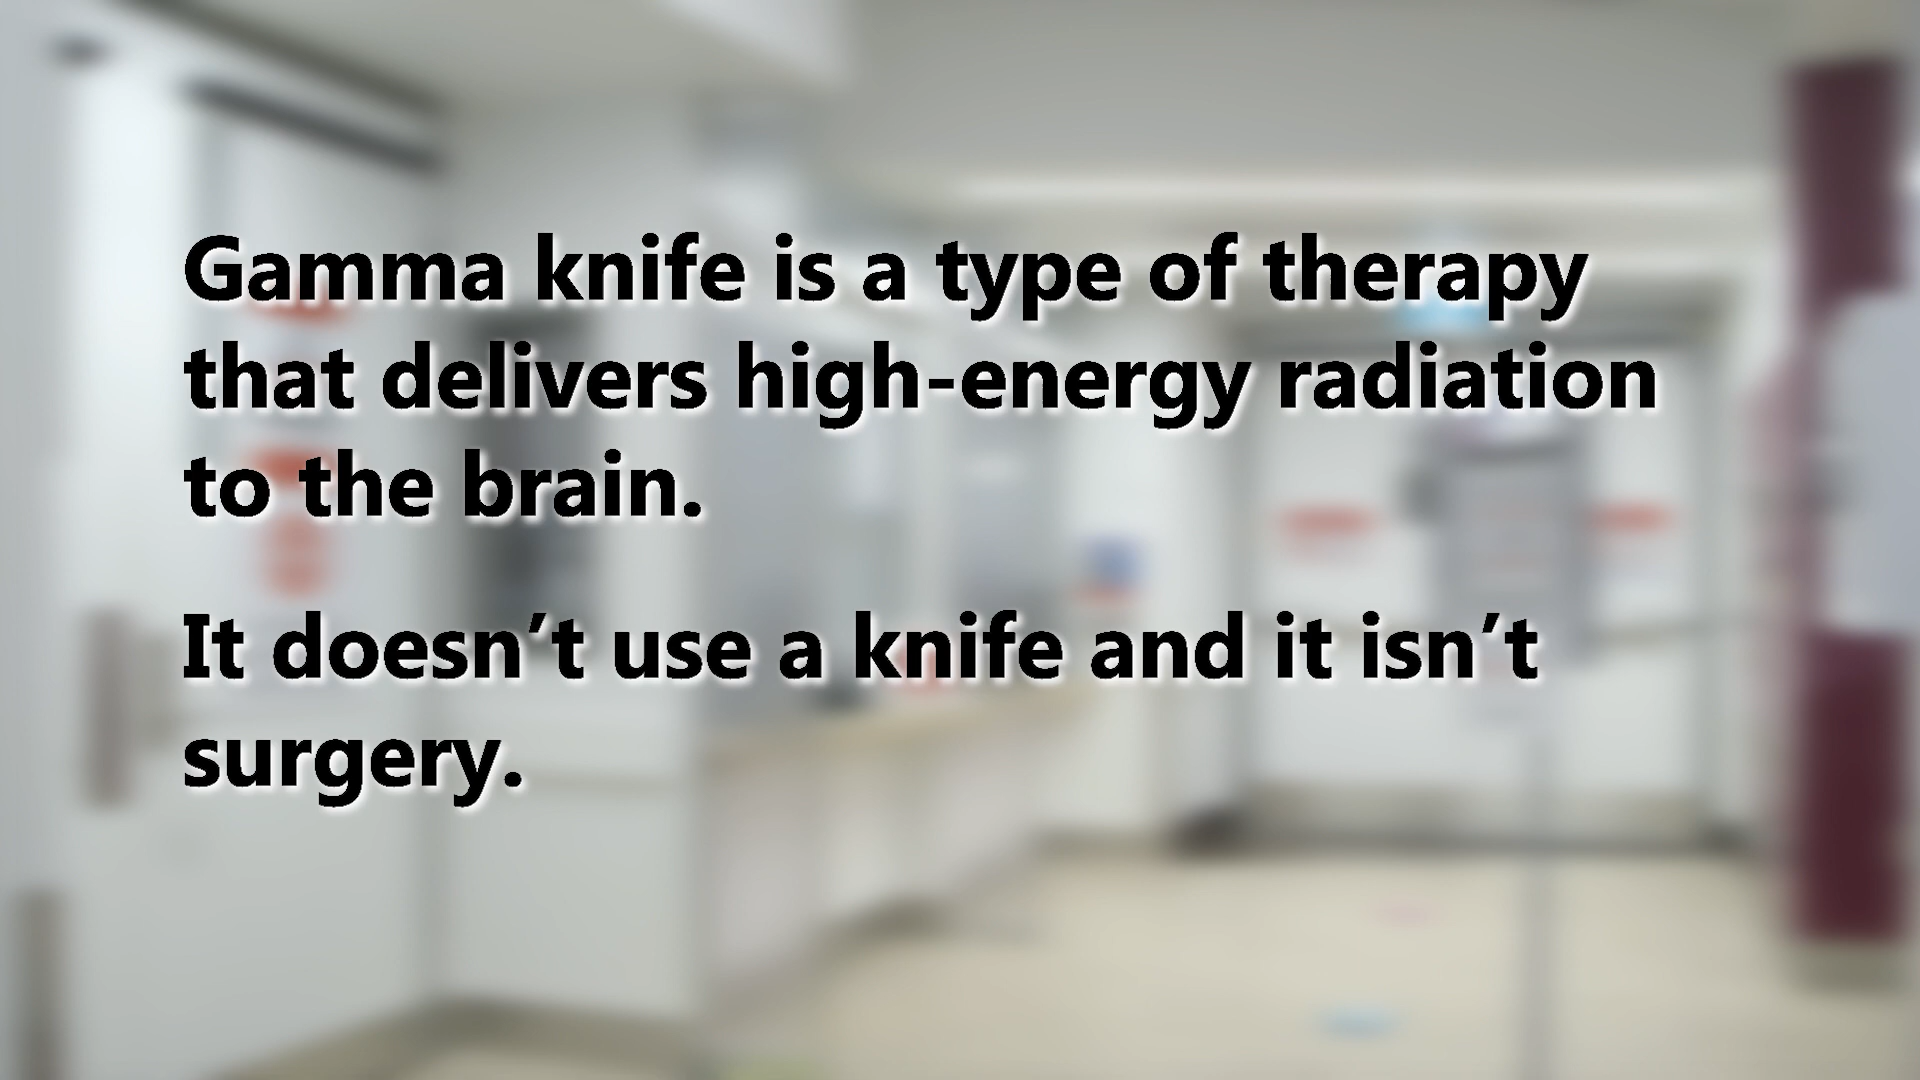 Gamma knife is a type of therapy
that delivers high-energy radiation
to the brain.
It doesn’t use a knife and it isn’t
surgery.